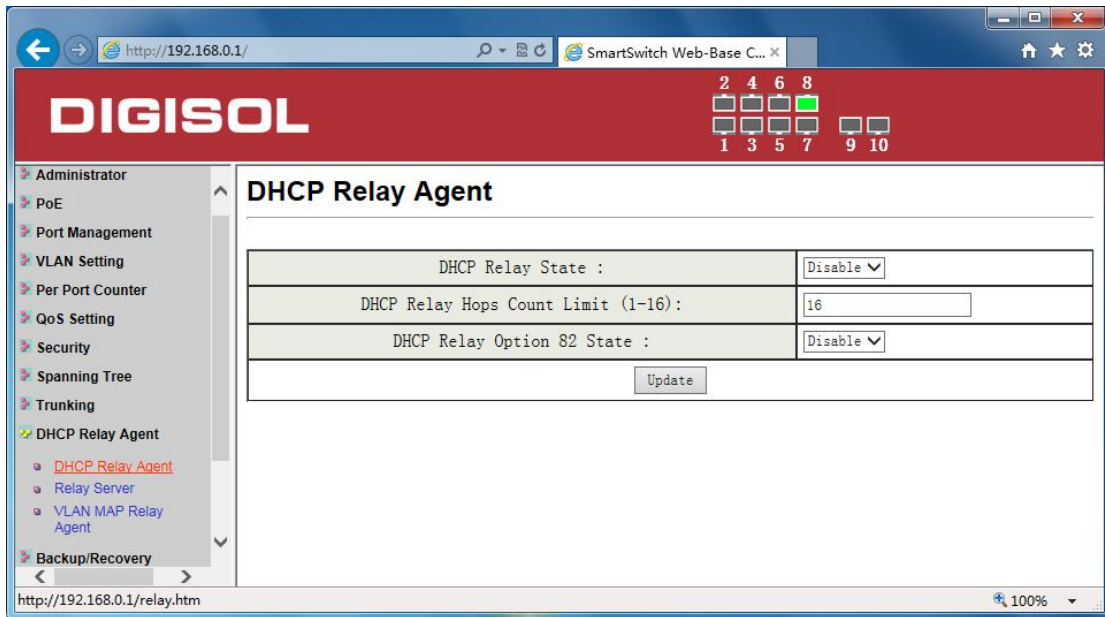 http://192.168.0.1/
SmartSwitch Web-Base C...
DIGISOL
2 4 6 8
1 3 5 7 9 10
Administrator
PoE
Port Management
VLAN Setting
Per Port Counter
QoS Setting
Security
Spanning Tree
Trunking
DHCP Relay Agent
DHCP Relay Agent
Relay Server
VLAN MAP Relay
Agent
Backup/Recovery
DHCP Relay Agent
DHCP Relay State : Disable
DHCP Relay Hops Count Limit (1-16): 16
DHCP Relay Option 82 State : Disable
Update
http://192.168.0.1/relay.htm
100%